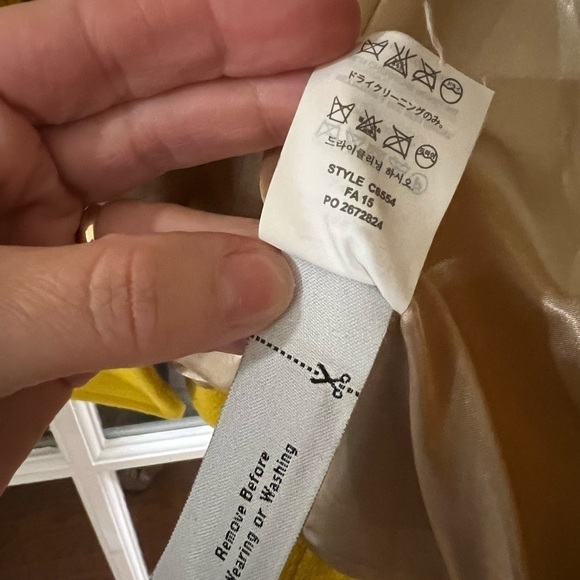 ドライクリーニングのみ。
드라이클리닝 하시오.
STYLE C8554
FA 15
PO 2672824
Remove Before
Wearing or Washing